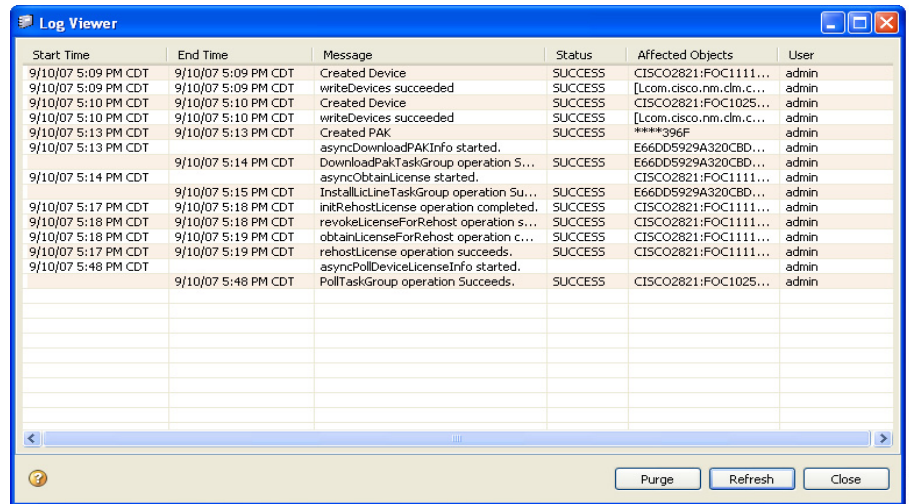 Log Viewer
Start Time End Time Message Status Affected Objects User
9/10/07 5:09 PM CDT 9/10/07 5:09 PM CDT Created Device SUCCESS CISCO2821:FOC1111... admin
9/10/07 5:09 PM CDT 9/10/07 5:09 PM CDT writeDevices succeeded SUCCESS [Lcom.cisco.nm.clm.c... admin
9/10/07 5:10 PM CDT 9/10/07 5:10 PM CDT Created Device SUCCESS CISCO2821:FOC1025... admin
9/10/07 5:10 PM CDT 9/10/07 5:10 PM CDT writeDevices succeeded SUCCESS [Lcom.cisco.nm.clm.c... admin
9/10/07 5:13 PM CDT 9/10/07 5:13 PM CDT Created PAK SUCCESS ****396F admin
9/10/07 5:13 PM CDT asyncDownloadPAKInfo started. E66DD5929A320CBD... admin
9/10/07 5:14 PM CDT DownloadPakTaskGroup operation S... SUCCESS E66DD5929A320CBD... admin
9/10/07 5:14 PM CDT asyncObtainLicense started. CISCO2821:FOC1111... admin
9/10/07 5:15 PM CDT InstallLicLineTaskGroup operation Su... SUCCESS E66DD5929A320CBD... admin
9/10/07 5:17 PM CDT 9/10/07 5:18 PM CDT initRehostLicense operation completed. SUCCESS CISCO2821:FOC1111... admin
9/10/07 5:18 PM CDT 9/10/07 5:18 PM CDT revokeLicenseForRehost operation s... SUCCESS CISCO2821:FOC1111... admin
9/10/07 5:18 PM CDT 9/10/07 5:19 PM CDT obtainLicenseForRehost operation c... SUCCESS CISCO2821:FOC1111... admin
9/10/07 5:17 PM CDT 9/10/07 5:19 PM CDT rehostLicense operation succeeds. SUCCESS CISCO2821:FOC1111... admin
9/10/07 5:48 PM CDT asyncPollDeviceLicenseInfo started. admin
9/10/07 5:48 PM CDT PollTaskGroup operation Succeeds. SUCCESS CISCO2821:FOC1025... admin
? Purge Refresh Close